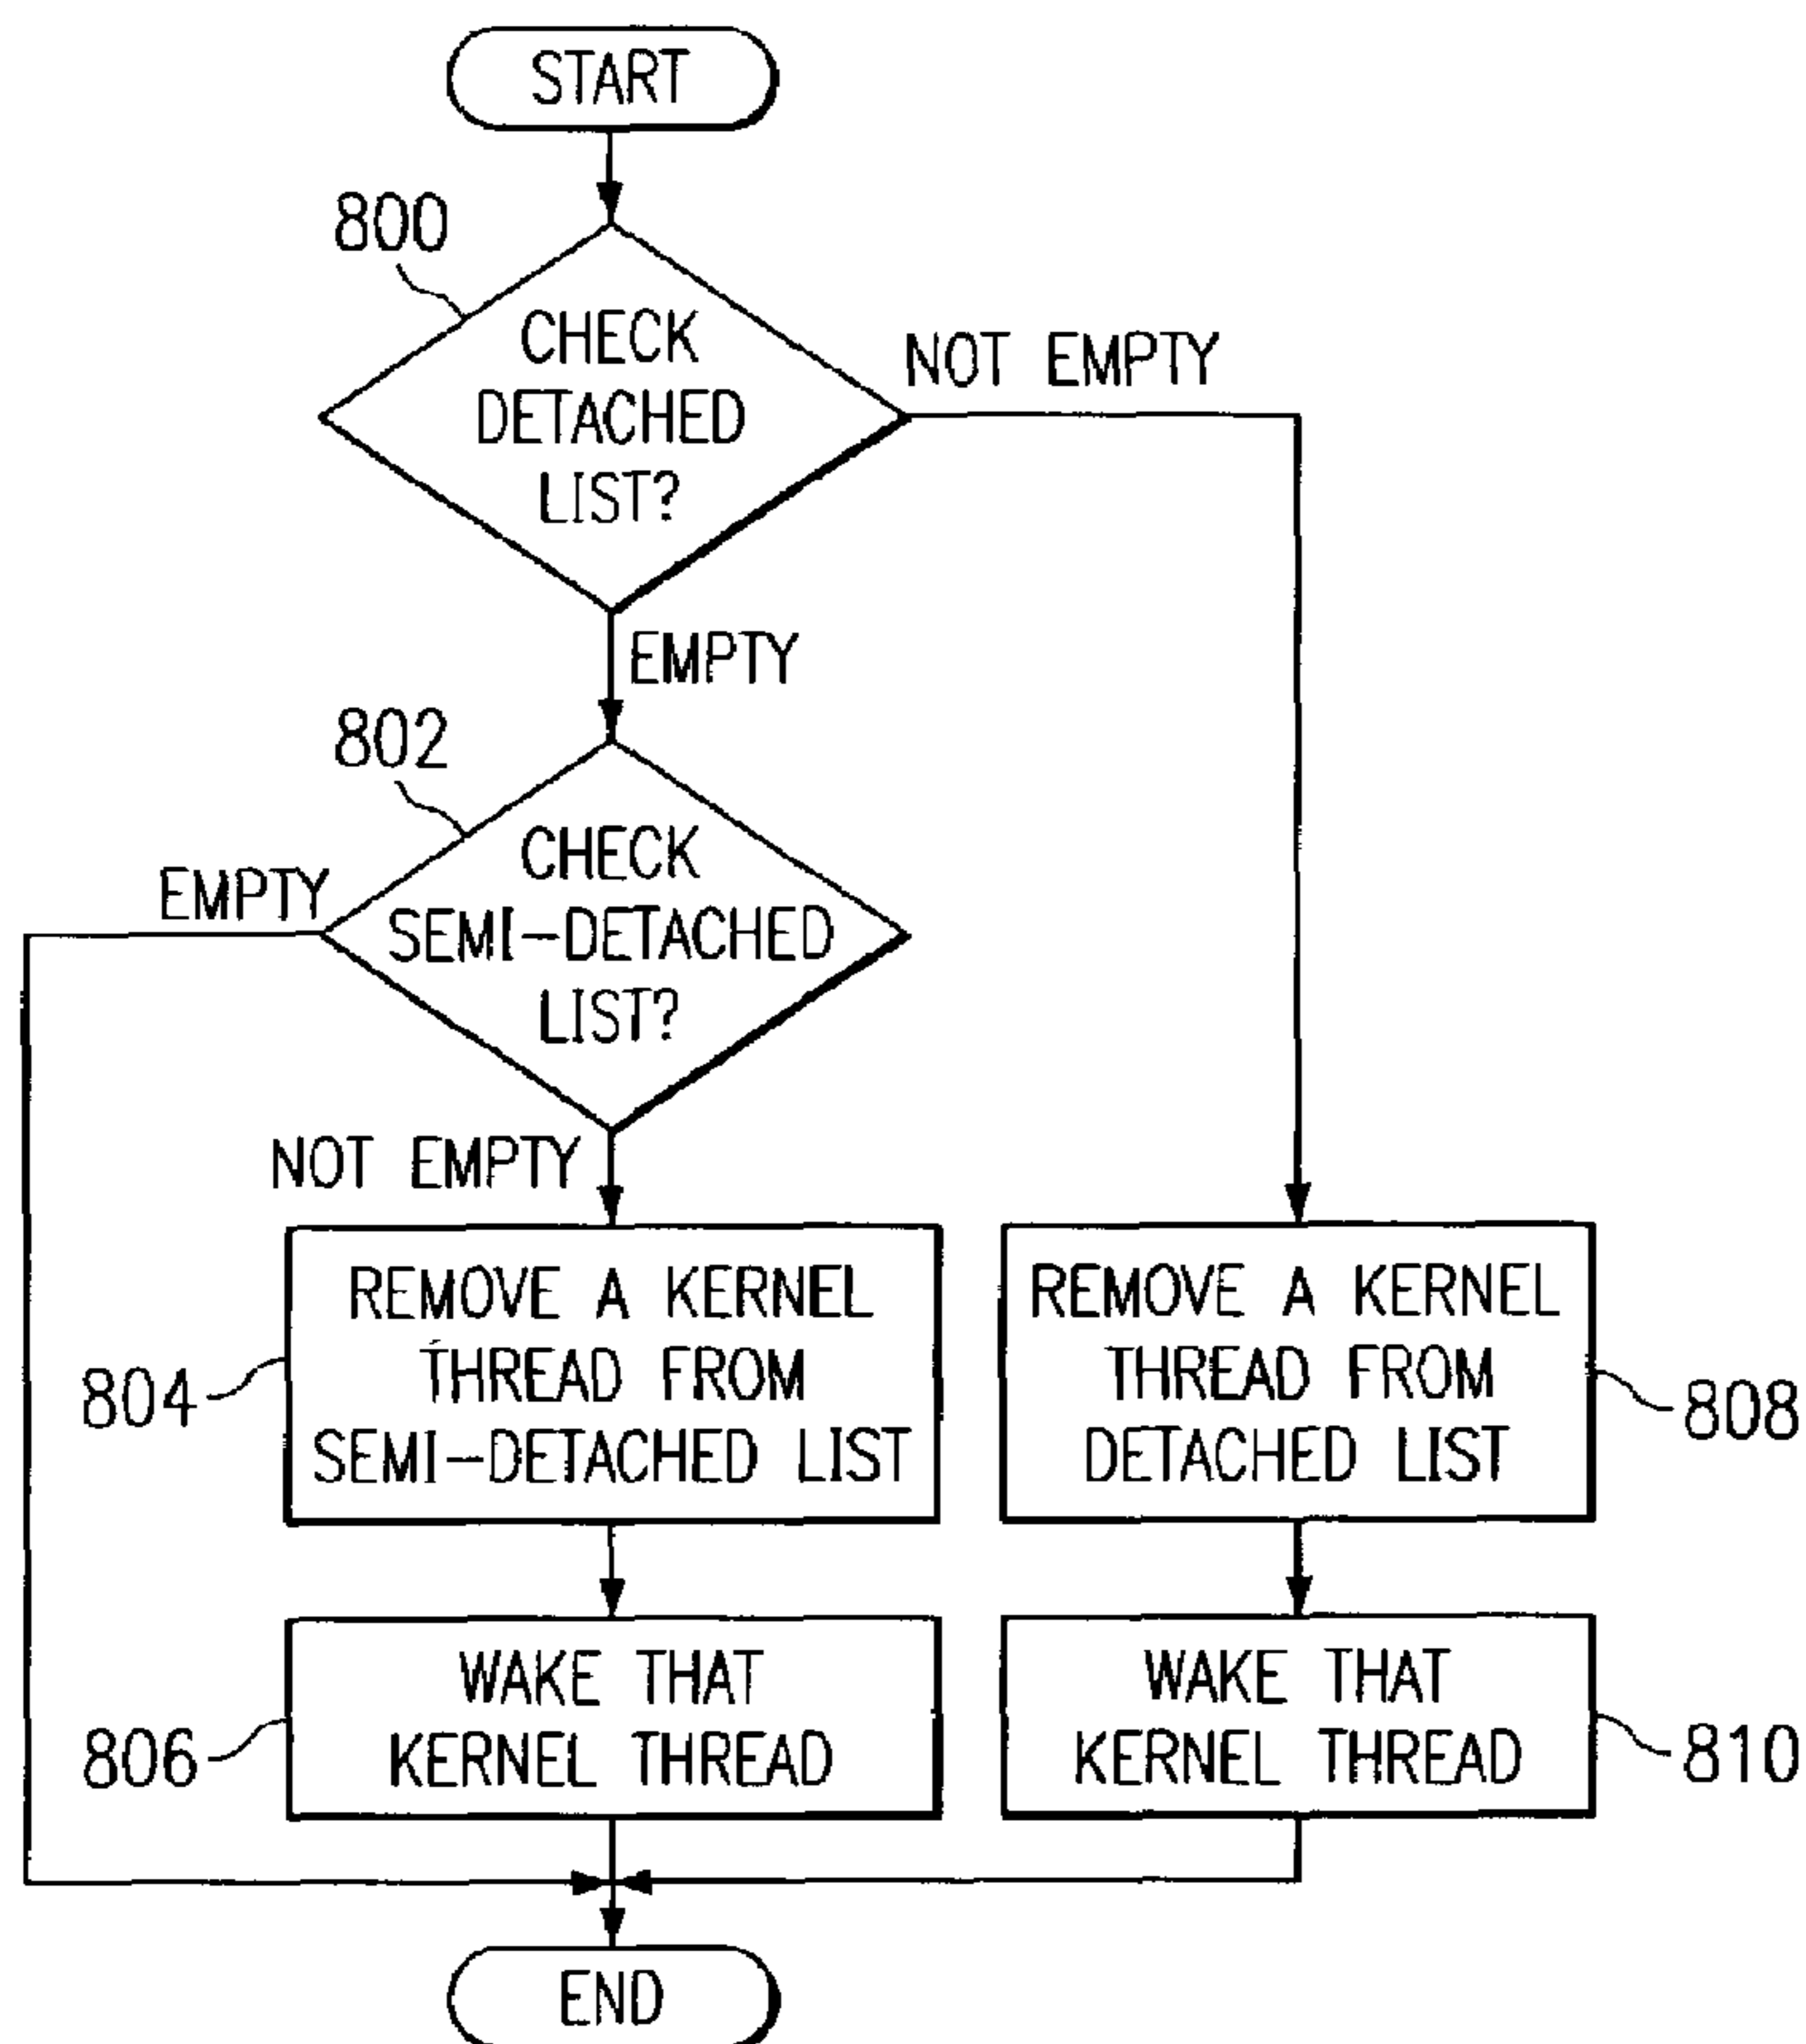 START
800
CHECK
DETACHED
LIST?
NOT EMPTY
EMPTY
802
CHECK
SEMI-DETACHED
LIST?
EMPTY
NOT EMPTY
REMOVE A KERNEL
THREAD FROM
SEMI-DETACHED LIST
804
REMOVE A KERNEL
THREAD FROM
DETACHED LIST
808
WAKE THAT
KERNEL THREAD
806
WAKE THAT
KERNEL THREAD
810
END